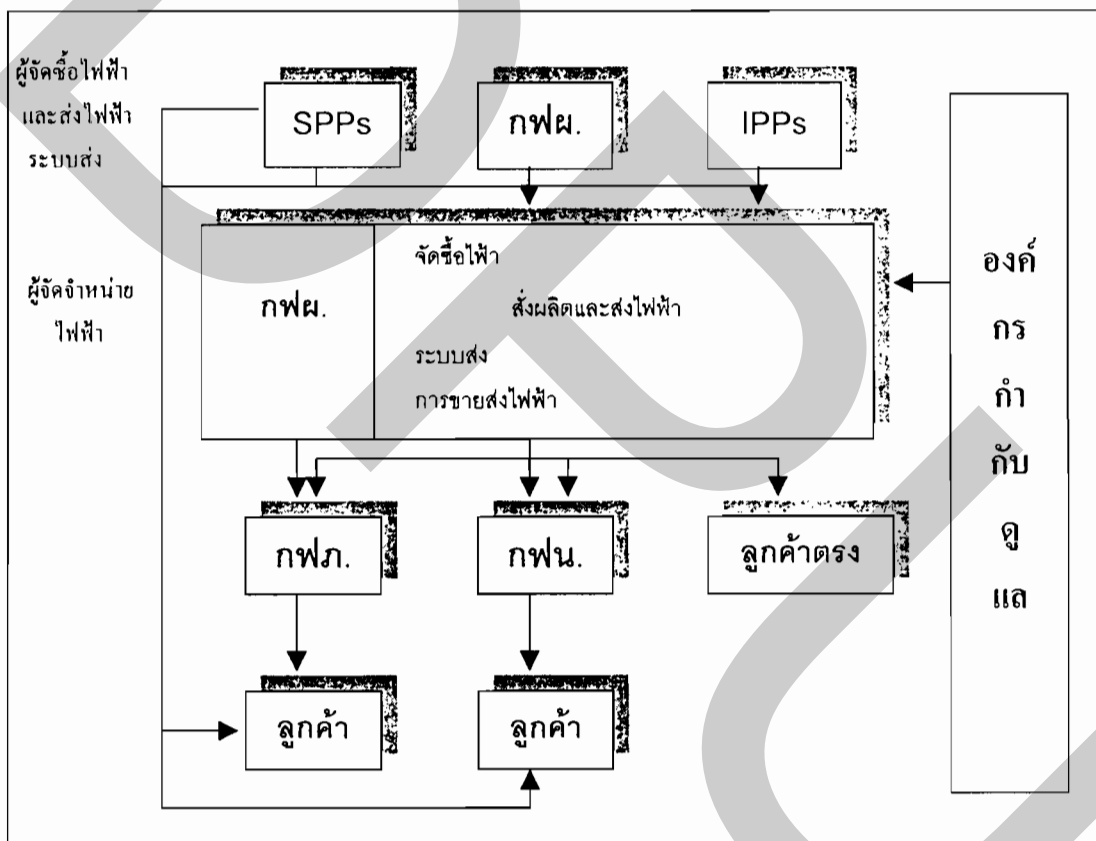 ผู้จัดซื้อไฟฟ้า
และส่งไฟฟ้า
ระบบส่ง
SPPs
กฟผ.
IPPs
ผู้จัดจำหน่าย
ไฟฟ้า
กฟผ.
จัดซื้อไฟ้า
สั่งผลิตและส่งไฟฟ้า
ระบบส่ง
การขายส่งไฟฟ้า
องค์
กร
กำ
กับ
ดู
แล
กฟภ.
กฟน.
ลูกค้าตรง
ลูกค้า
ลูกค้า